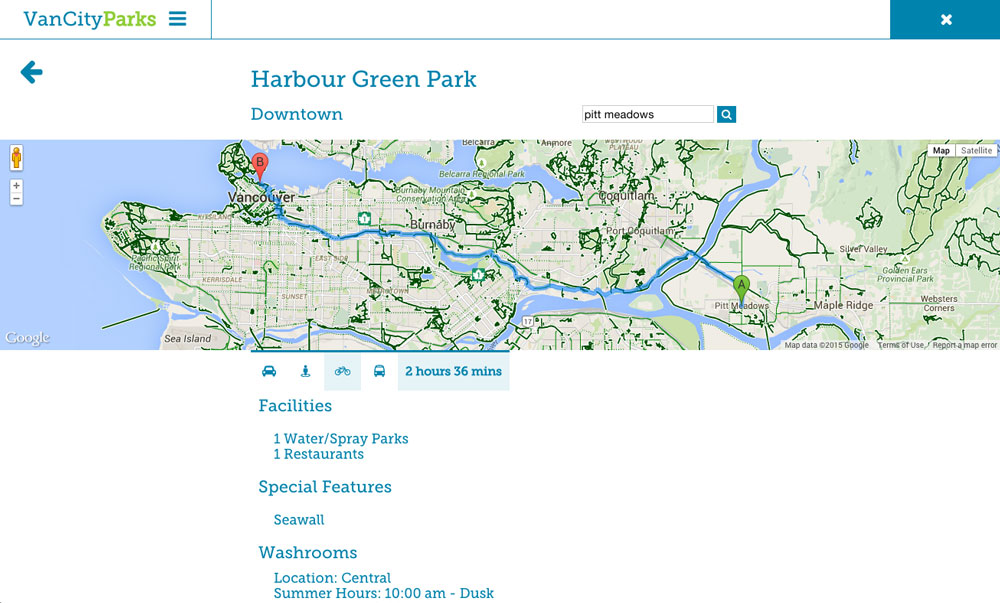 VanCityParks
Harbour Green Park
Downtown
pitt meadows
Map Satellite
Belcarra
Anmore
Belcarra Regional Park
Burnaby Mountain
Conservation Area
Coquitlam
Vancouver
Burnaby
Port Coquitlam
EAST SIDE
Pacific Spirit
Regional Park
KERRISDALE
SUNSET
METROTOWN
Silver Valley
Golden Ears
Provincial Park
B
A
Pitt Meadows
Maple Ridge
Websters
Corners
17
Sea Island
Google
Map data ©2015 Google
Terms of Use
Report a map error
2 hours 36 mins
Facilities
1 Water/Spray Parks
1 Restaurants
Special Features
Seawall
Washrooms
Location: Central
Summer Hours: 10:00 am - Dusk